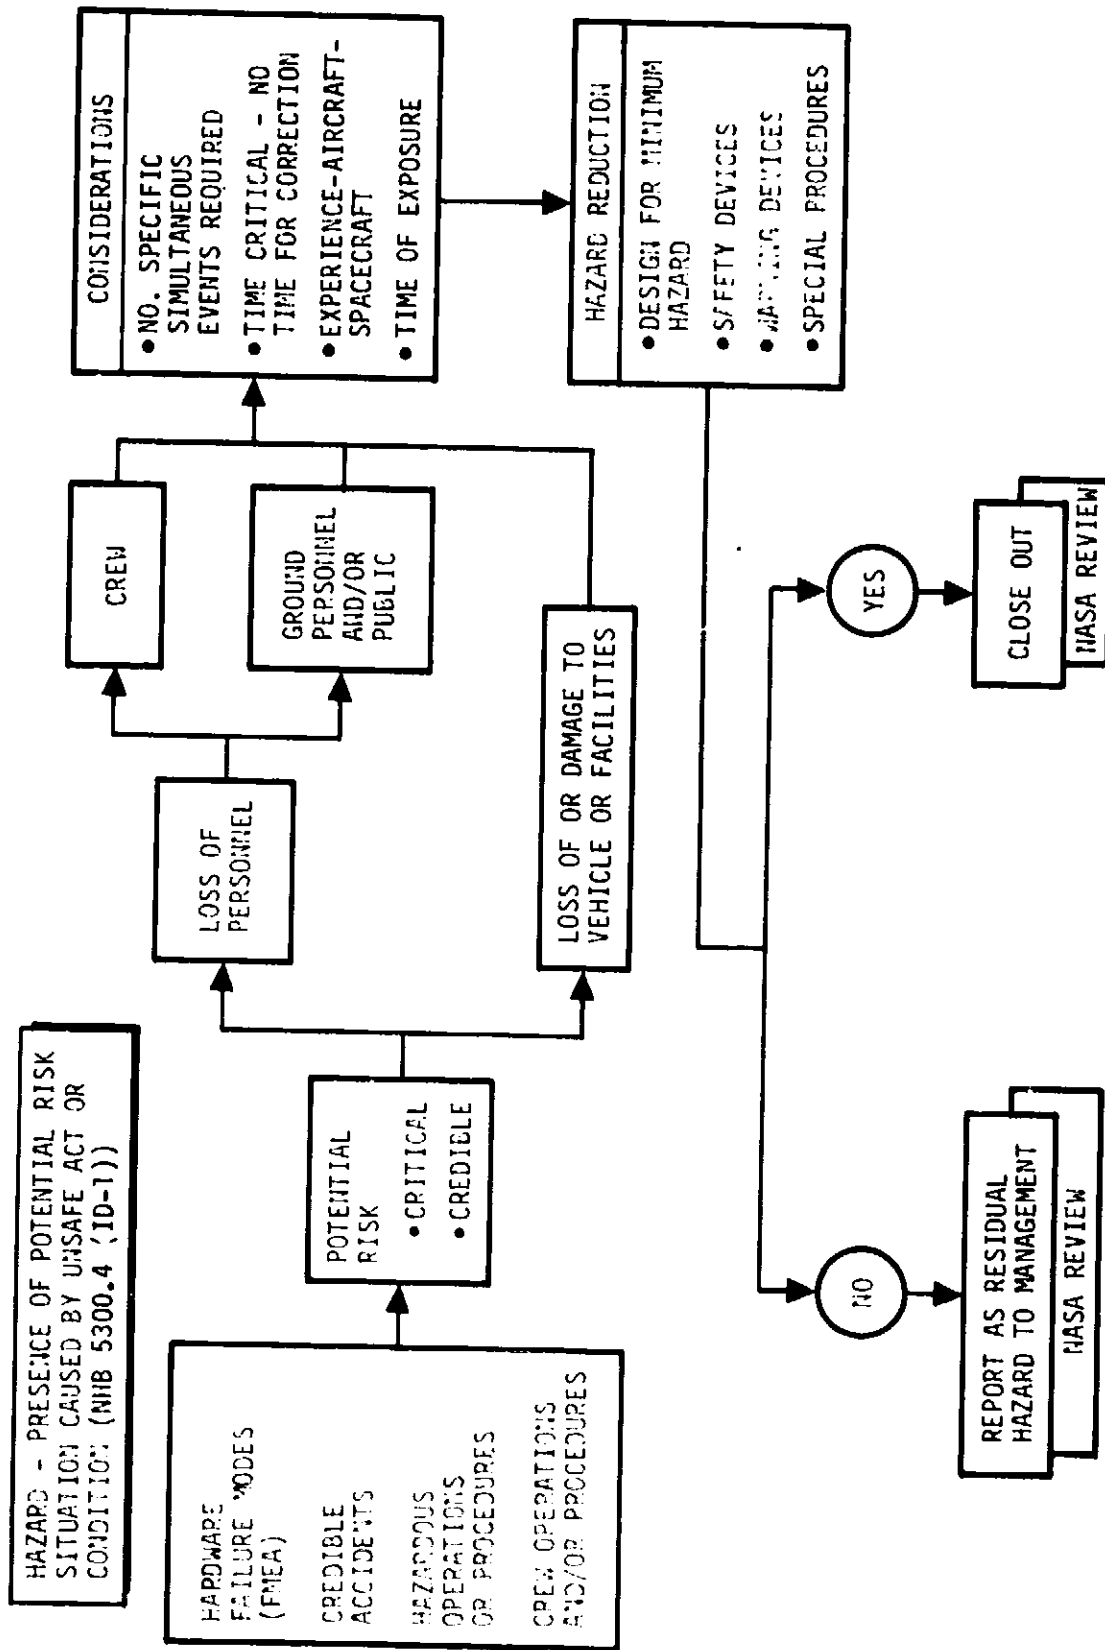 HAZARD - PRESENCE OF POTENTIAL RISK
SITUATION CAUSED BY UNSAFE ACT OR
CONDITION (NHB 5300.4 (ID-1))
HARDWARE
FAILURE MODES
(FMEA)
CREDIBLE
ACCIDENTS
HAZARDOUS
OPERATIONS
OR PROCEDURES
CREW OPERATIONS
AND/OR PROCEDURES
POTENTIAL
RISK
• CRITICAL
• CREDIBLE
LOSS OF
PERSONNEL
CREW
GROUND
PERSONNEL
AND/OR
PUBLIC
LOSS OF OR DAMAGE TO
VEHICLE OR FACILITIES
CONSIDERATIONS
• NO. SPECIFIC
SIMULTANEOUS
EVENTS REQUIRED
• TIME CRITICAL - NO
TIME FOR CORRECTION
• EXPERIENCE-AIRCRAFT-
SPACECRAFT
• TIME OF EXPOSURE
HAZARD REDUCTION
• DESIGN FOR MINIMUM
HAZARD
• SAFETY DEVICES
• WARNING DEVICES
• SPECIAL PROCEDURES
NO
REPORT AS RESIDUAL
HAZARD TO MANAGEMENT
NASA REVIEW
YES
CLOSE OUT
NASA REVIEW